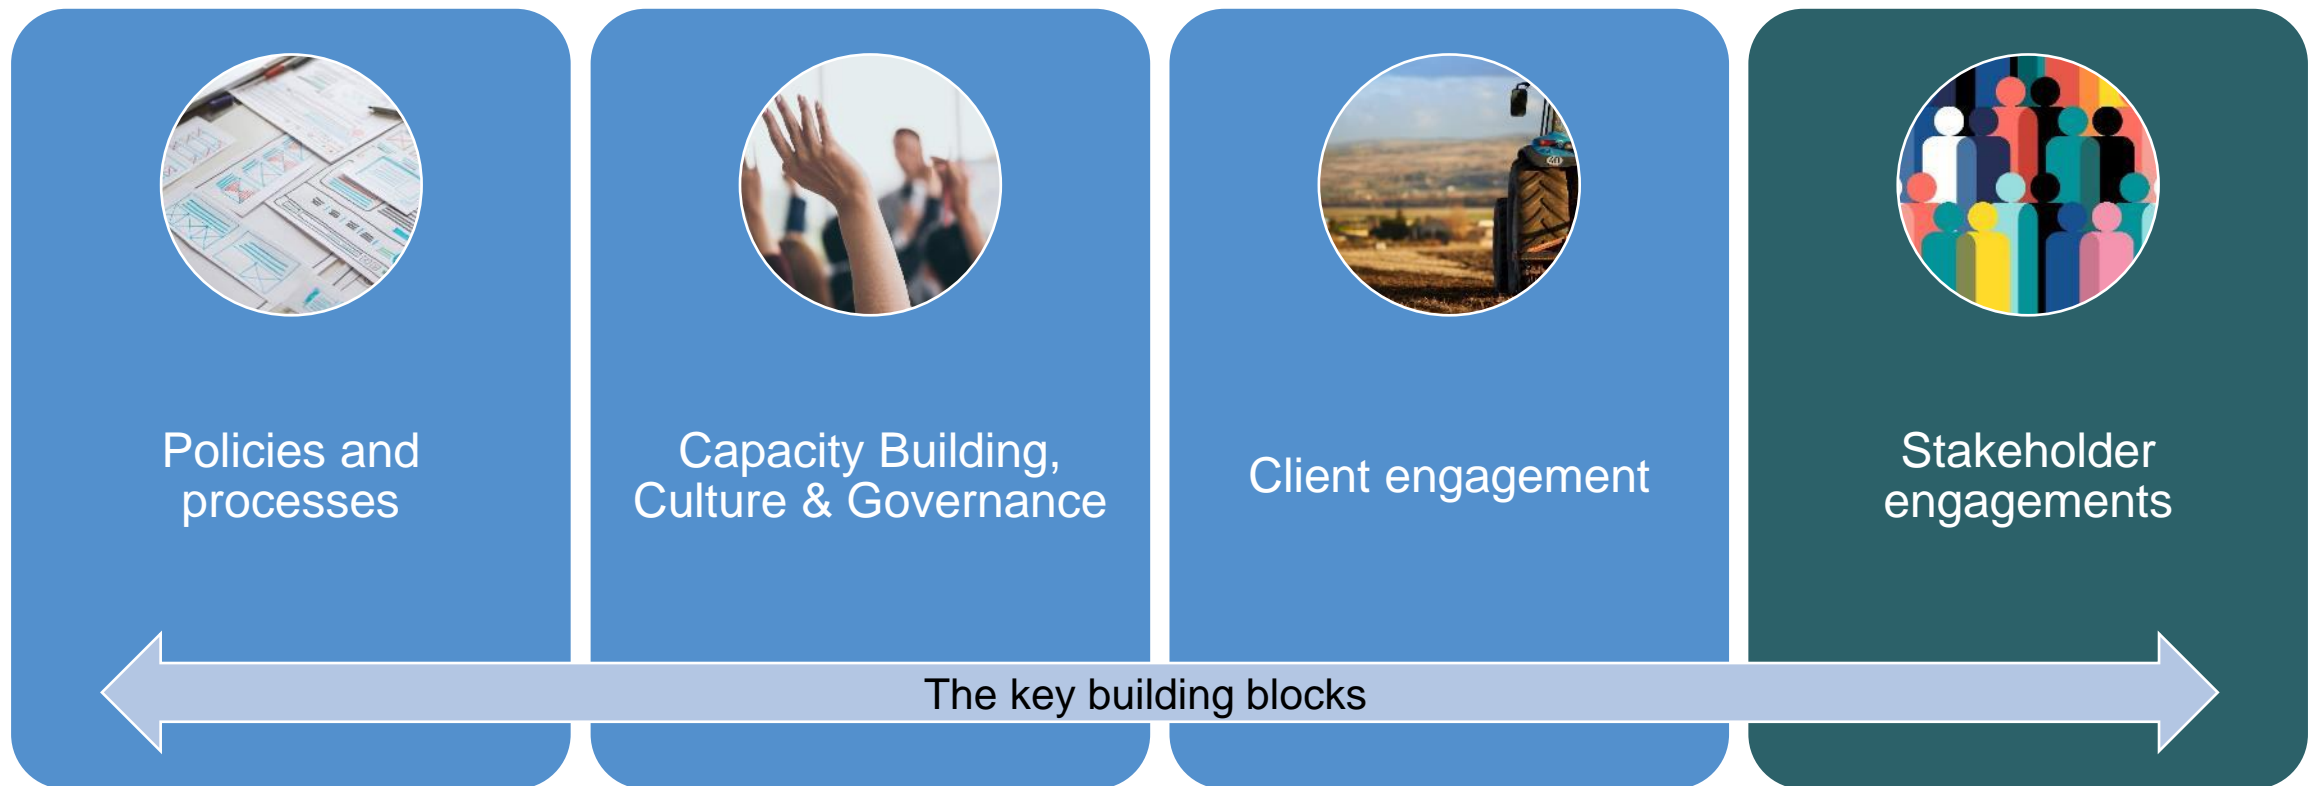 Policies and
processes
Capacity Building,
Culture & Governance
Client engagement
Stakeholder
engagements
The key building blocks